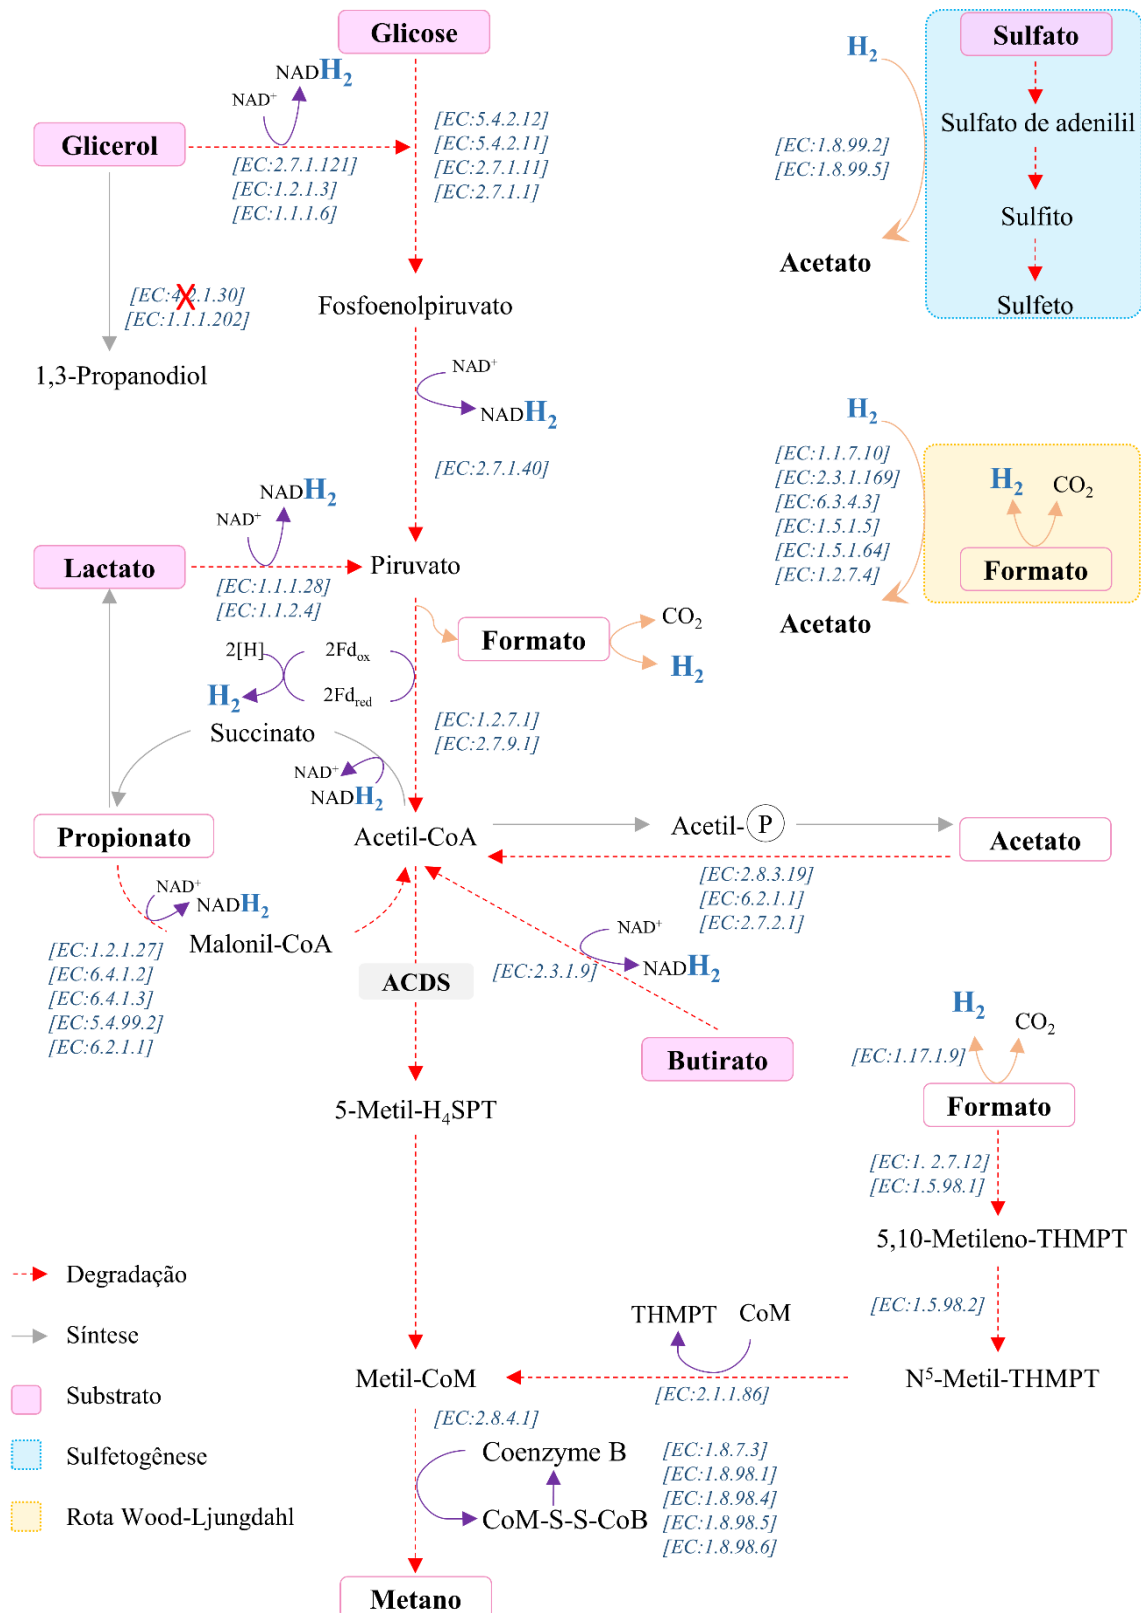 Glicose
NADH₂
NAD⁺
Glicerol
[EC:2.7.1.121]
[EC:1.2.1.3]
[EC:1.1.1.6]
[EC:5.4.2.12]
[EC:5.4.2.11]
[EC:2.7.1.11]
[EC:2.7.1.1]
H₂
Sulfato
Sulfato de adenilil
Sulfito
Sulfeto
[EC:1.8.99.2]
[EC:1.8.99.5]
Acetato
[EC:4.2.1.30]
[EC:1.1.1.202]
1,3-Propanodiol
Fosfoenolpiruvato
NAD⁺
NADH₂
[EC:2.7.1.40]
H₂
[EC:1.1.7.10]
[EC:2.3.1.169]
[EC:6.3.4.3]
[EC:1.5.1.5]
[EC:1.5.1.64]
[EC:1.2.7.4]
H₂
CO₂
Formato
Acetato
NADH₂
NAD⁺
Lactato
[EC:1.1.1.28]
[EC:1.1.2.4]
Piruvato
Formato
CO₂
H₂
2[H]
2Fdₒₓ
H₂
2Fd_red
[EC:1.2.7.1]
[EC:2.7.9.1]
Succinato
NAD⁺
NADH₂
Propionato
Acetil-CoA
Acetil-P
Acetato
[EC:2.8.3.19]
[EC:6.2.1.1]
[EC:2.7.2.1]
NAD⁺
NADH₂
Malonil-CoA
[EC:1.2.1.27]
[EC:6.4.1.2]
[EC:6.4.1.3]
[EC:5.4.99.2]
[EC:6.2.1.1]
ACDS
NAD⁺
[EC:2.3.1.9]
NADH₂
Butirato
H₂
CO₂
[EC:1.17.1.9]
Formato
5-Metil-H₄SPT
[EC:1. 2.7.12]
[EC:1.5.98.1]
5,10-Metileno-THMPT
[EC:1.5.98.2]
N⁵-Metil-THMPT
THMPT
CoM
[EC:2.1.1.86]
Metil-CoM
[EC:2.8.4.1]
Coenzyme B
CoM-S-S-CoB
[EC:1.8.7.3]
[EC:1.8.98.1]
[EC:1.8.98.4]
[EC:1.8.98.5]
[EC:1.8.98.6]
Metano
Degradação
Síntese
Substrato
Sulfetogênese
Rota Wood-Ljungdahl